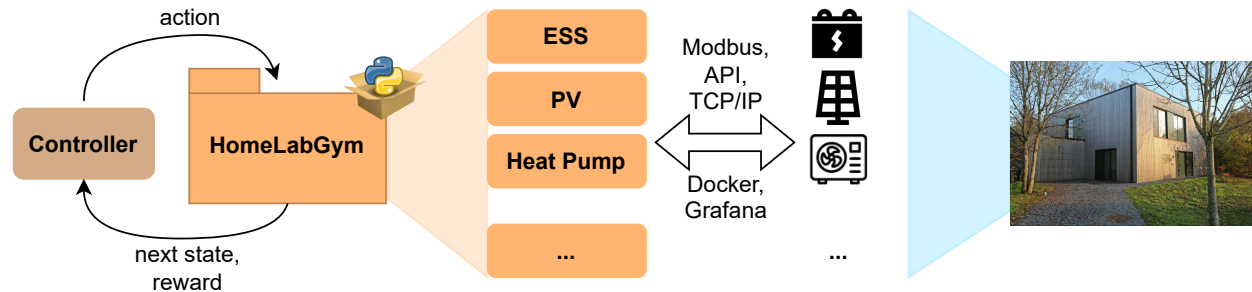 action
Controller
HomeLabGym
next state,
reward
ESS
PV
Heat Pump
...
Modbus,
API,
TCP/IP
Docker,
Grafana
...